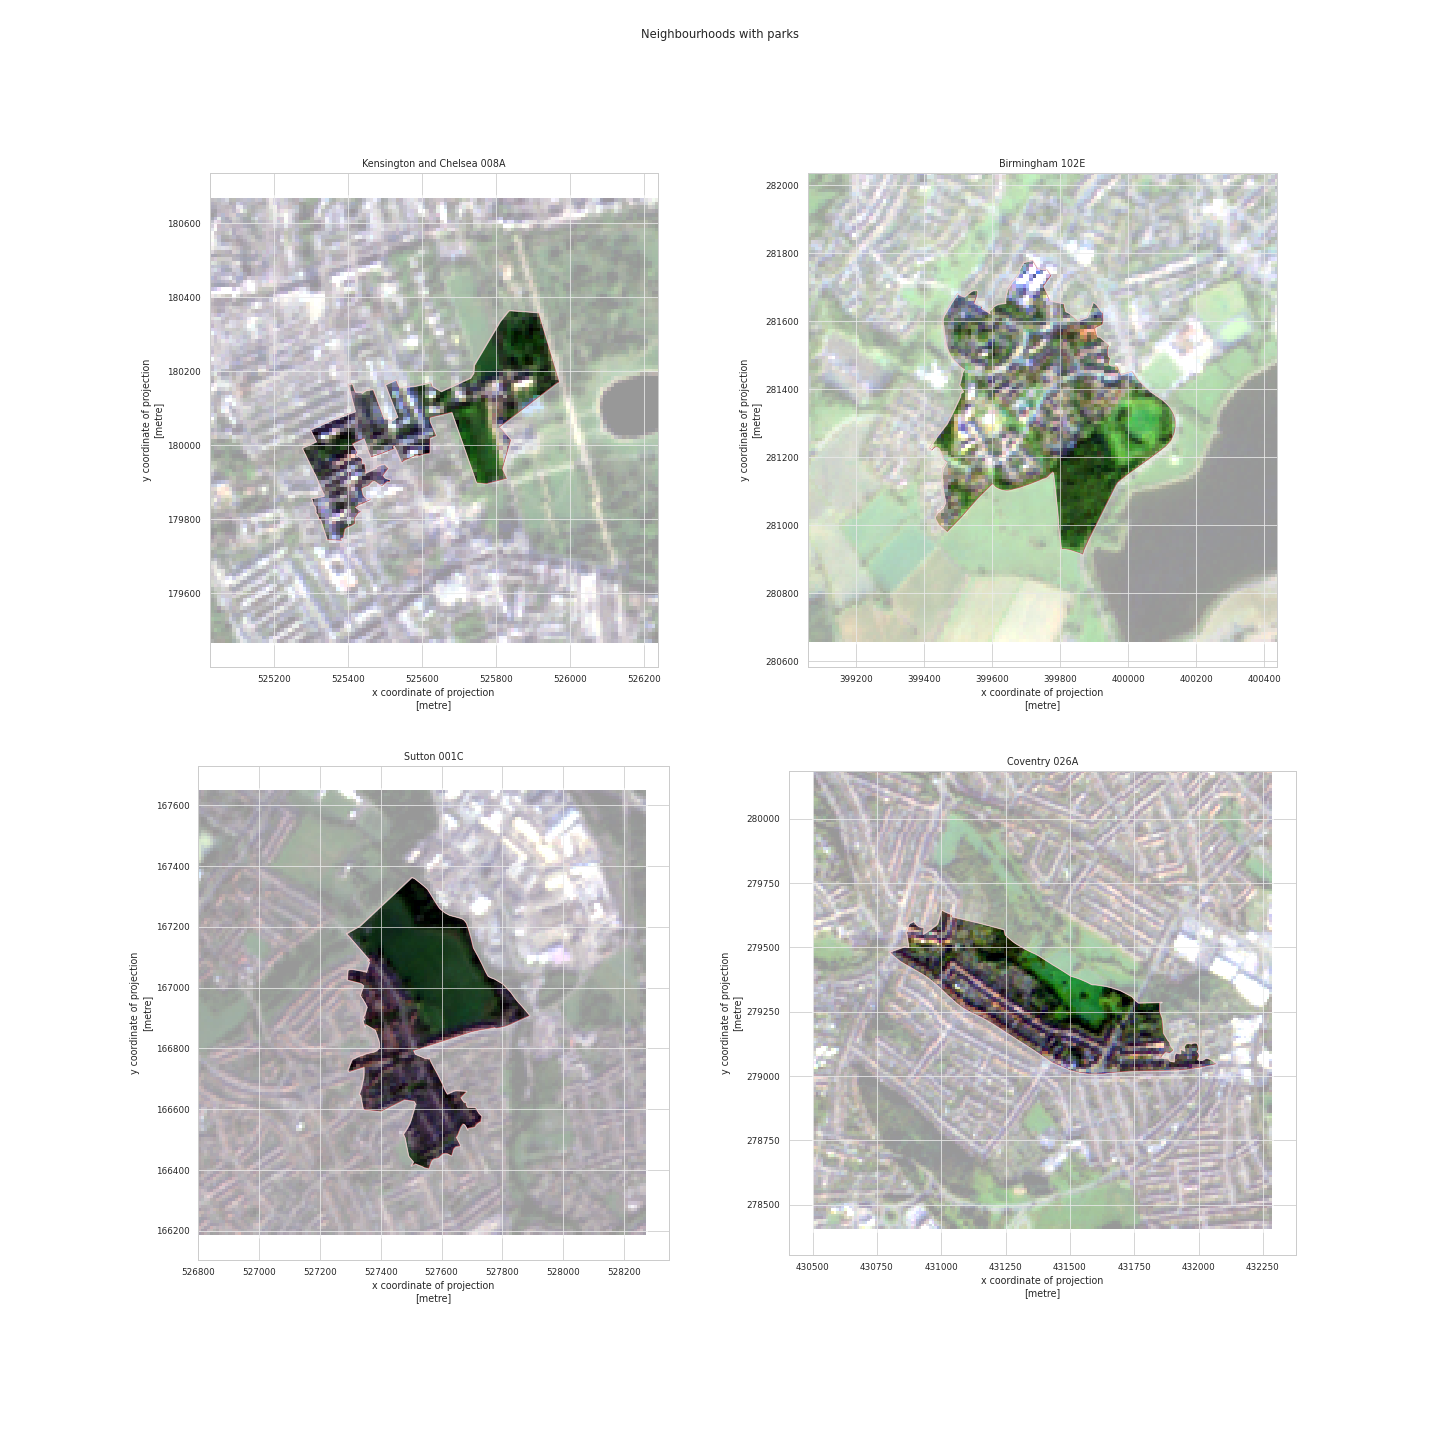 Neighbourhoods with parks
Kensington and Chelsea 008A
180600
180400
180200
180000
179800
179600
y coordinate of projection
[metre]
525200 525400 525600 525800 526000 526200
x coordinate of projection
[metre]
Birmingham 102E
282000
281800
281600
281400
281200
281000
280800
280600
y coordinate of projection
[metre]
399200 399400 399600 399800 400000 400200 400400
x coordinate of projection
[metre]
Sutton 001C
167600
167400
167200
167000
166800
166600
166400
166200
y coordinate of projection
[metre]
526800 527000 527200 527400 527600 527800 528000 528200
x coordinate of projection
[metre]
Coventry 026A
280000
279750
279500
279250
279000
278750
278500
y coordinate of projection
[metre]
430500 430750 431000 431250 431500 431750 432000 432250
x coordinate of projection
[metre]